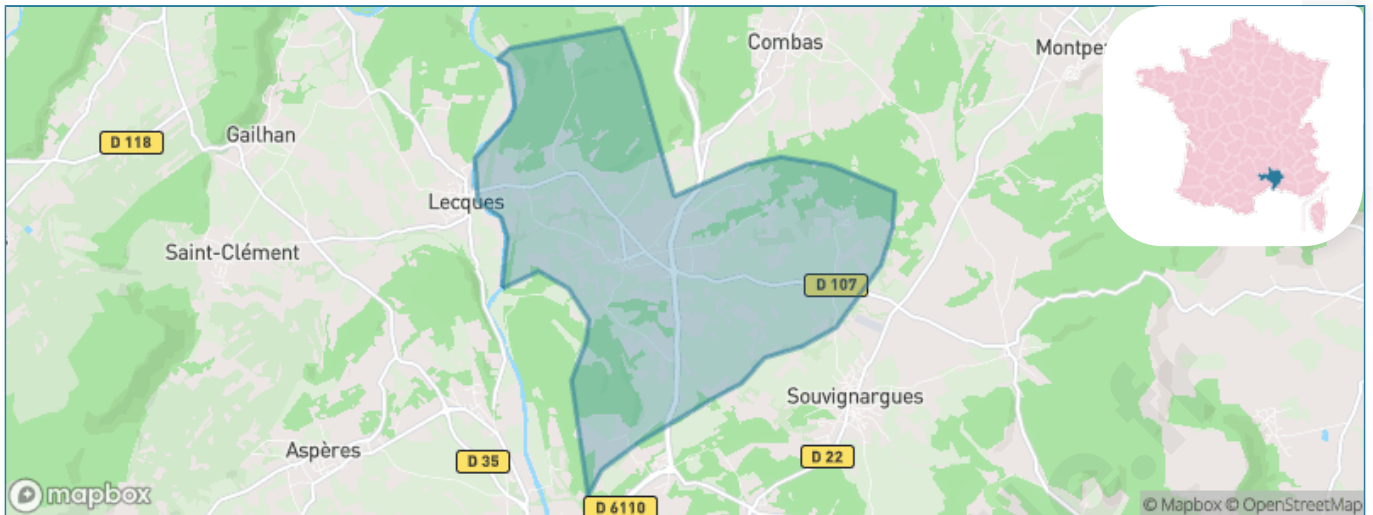 Combas
Montpe
D 118
Gailhan
Lecques
Saint-Clément
D 107
Souvignargues
Aspères
D 35
D 22
D 6110
mapbox
© Mapbox © OpenStreetMap